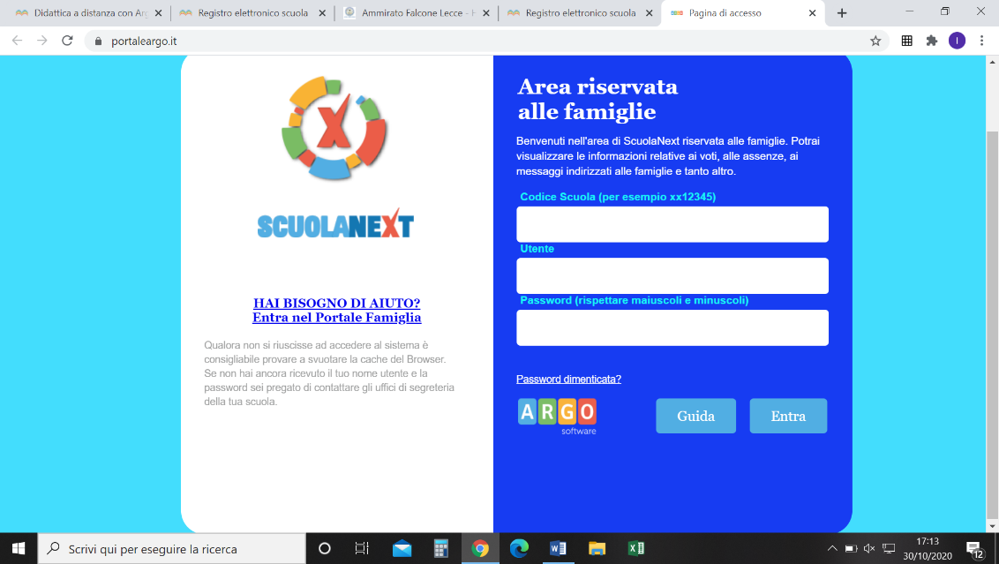 Didattica a distanza con Arg
Registro elettronico scuola
Ammirato Falcone Lecce -
Registro elettronico scuola
Pagina di accesso
portaleargo.it
I
SCUOLANEXT
HAI BISOGNO DI AIUTO?
Entra nel Portale Famiglia
Qualora non si riuscisse ad accedere al sistema è
consigliabile provare a svuotare la cache del Browser.
Se non hai ancora ricevuto il tuo nome utente e la
password sei pregato di contattare gli uffici di segreteria
della tua scuola.
Area riservata
alle famiglie
Benvenuti nell'area di ScuolaNext riservata alle famiglie. Potrai
visualizzare le informazioni relative ai voti, alle assenze, ai
messaggi indirizzati alle famiglie e tanto altro.
Codice Scuola (per esempio xx12345)
Utente
Password (rispettare maiuscoli e minuscoli)
Password dimenticata?
ARGO
software
Guida
Entra
Scrivi qui per eseguire la ricerca
17:13
30/10/2020
12